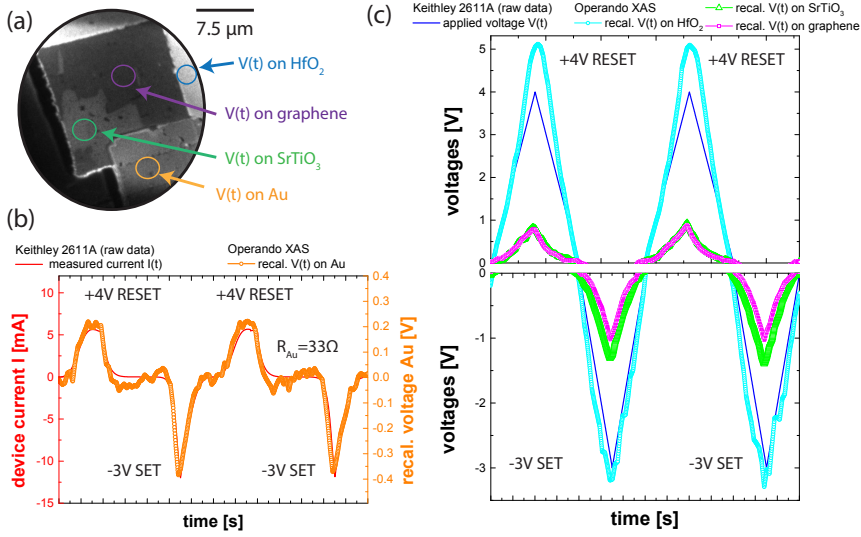 (a)
7.5 µm
V(t) on HfO₂
V(t) on graphene
V(t) on SrTiO₃
V(t) on Au
(b)
Keithley 2611A (raw data)
measured current I(t)
Operando XAS
recal. V(t) on Au
+4V RESET
+4V RESET
R_Au=33Ω
-3V SET
-3V SET
device current I [mA]
10
5
0
-5
-10
-15
recal. voltage Au [V]
0.4
0.3
0.2
0.1
0.0
-0.1
-0.2
-0.3
-0.4
time [s]
(c)
Keithley 2611A (raw data)
applied voltage V(t)
Operando XAS
recal. V(t) on HfO₂
recal. V(t) on SrTiO₃
recal. V(t) on graphene
+4V RESET
+4V RESET
voltages [V]
5
4
3
2
1
0
0
-1
-2
-3
voltages [V]
-3V SET
-3V SET
time [s]